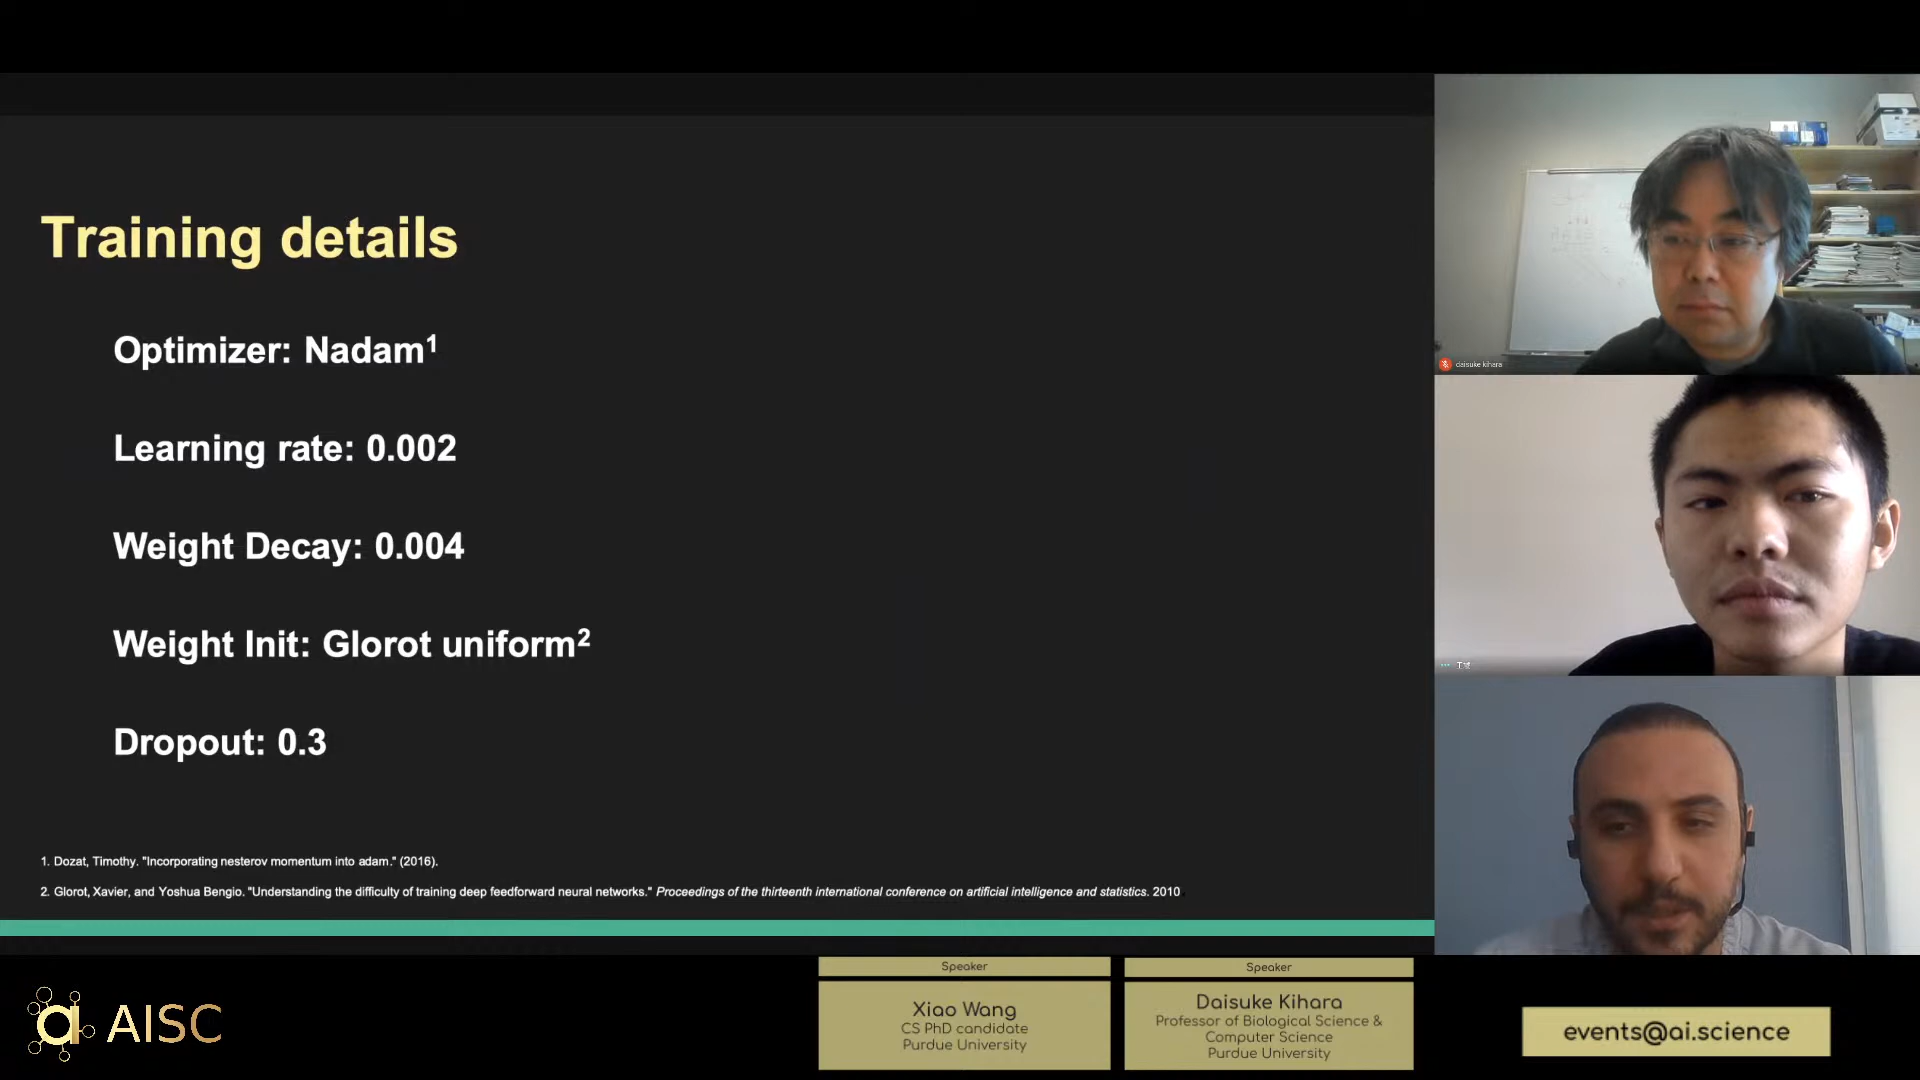 Training details
Optimizer: Nadam¹
Learning rate: 0.002
Weight Decay: 0.004
Weight Init: Glorot uniform²
Dropout: 0.3
1. Dozat, Timothy. "Incorporating nesterov momentum into adam." (2016).
2. Glorot, Xavier, and Yoshua Bengio. "Understanding the difficulty of training deep feedforward neural networks." Proceedings of the thirteenth international conference on artificial intelligence and statistics. 2010
daisuke kihara
AISC
Speaker
Xiao Wang
CS PhD candidate
Purdue University
Speaker
Daisuke Kihara
Professor of Biological Science &
Computer Science
Purdue University
events@ai.science